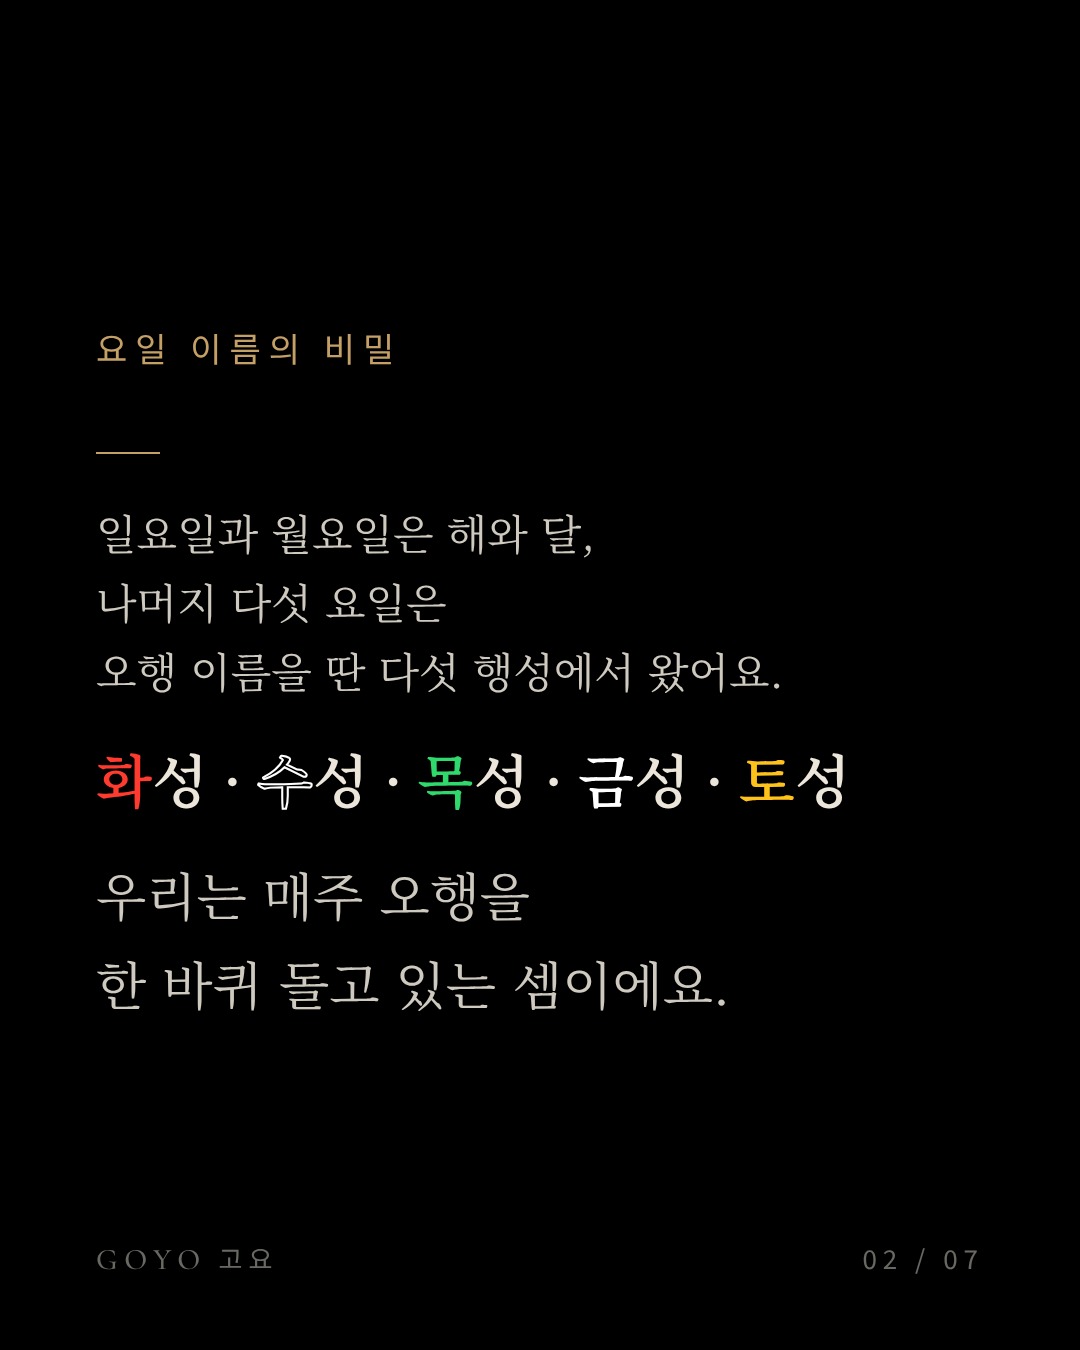 요일 이름의 비밀
일요일과 월요일은 해와 달,
나머지 다섯 요일은
오행 이름을 딴 다섯 행성에서 왔어요.
화성 · 수성 · 목성 · 금성 · 토성
우리는 매주 오행을
한 바퀴 돌고 있는 셈이에요.
GOYO 고요
02 / 07